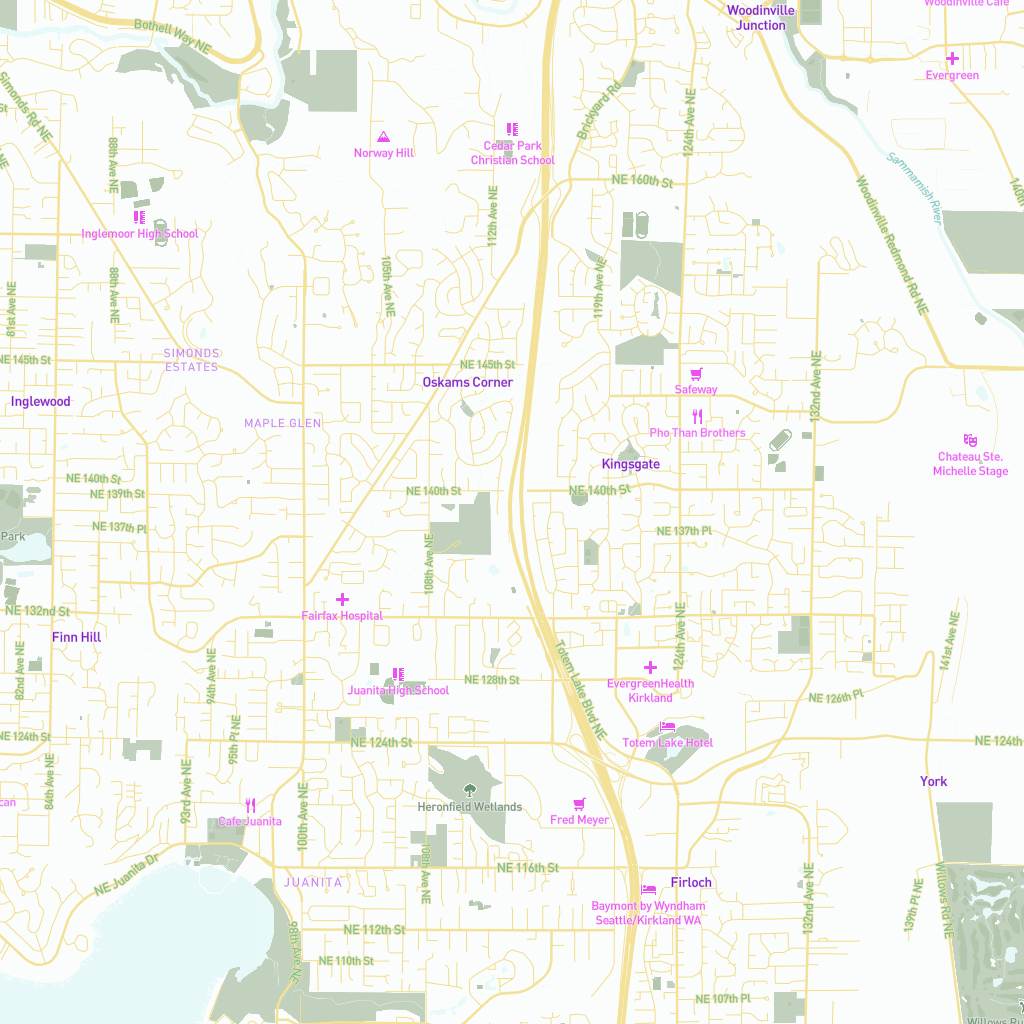 Woodinville Cafe
Woodinville
Junction
Bothell Way NE
Evergreen
Simonds Rd NE
St
NE
88th Ave NE
Brickyard Rd
124th Ave NE
Norway Hill
Cedar Park
Christian School
Sammamish River
NE 160th St
140th
112th Ave NE
Inglemoor High School
Woodinville Redmond Rd NE
88th Ave NE
105th Ave NE
119th Ave NE
81st Ave NE
NE 145th St
SIMONDS
ESTATES
NE 145th St
Oskams Corner
Safeway
132nd Ave NE
Inglewood
MAPLE GLEN
Pho Than Brothers
Kingsgate
Chateau Ste.
Michelle Stage
NE 140th St
NE 139th St
NE 140th St
NE 140th St
NE 137th Pl
NE 137th Pl
Park
108th Ave NE
NE 132nd St
Fairfax Hospital
Finn Hill
124th Ave NE
141st Ave NE
82nd Ave NE
94th Ave NE
Totem Lake Blvd NE
Juanita High School
NE 128th St
EvergreenHealth
Kirkland
NE 126th Pl
95th Pl NE
NE 124th St
NE 124th St
Totem Lake Hotel
NE 124th
84th Ave NE
93rd Ave NE
York
can
Cafe Juanita
100th Ave NE
Heronfield Wetlands
Fred Meyer
NE Juanita Dr
108th Ave NE
NE 116th St
JUANITA
Firloch
132nd Ave NE
139th Pl NE
Willows Rd NE
Baymont by Wyndham
Seattle/Kirkland WA
98th Ave NE
NE 112th St
NE 110th St
NE 107th Pl
Willows Ru